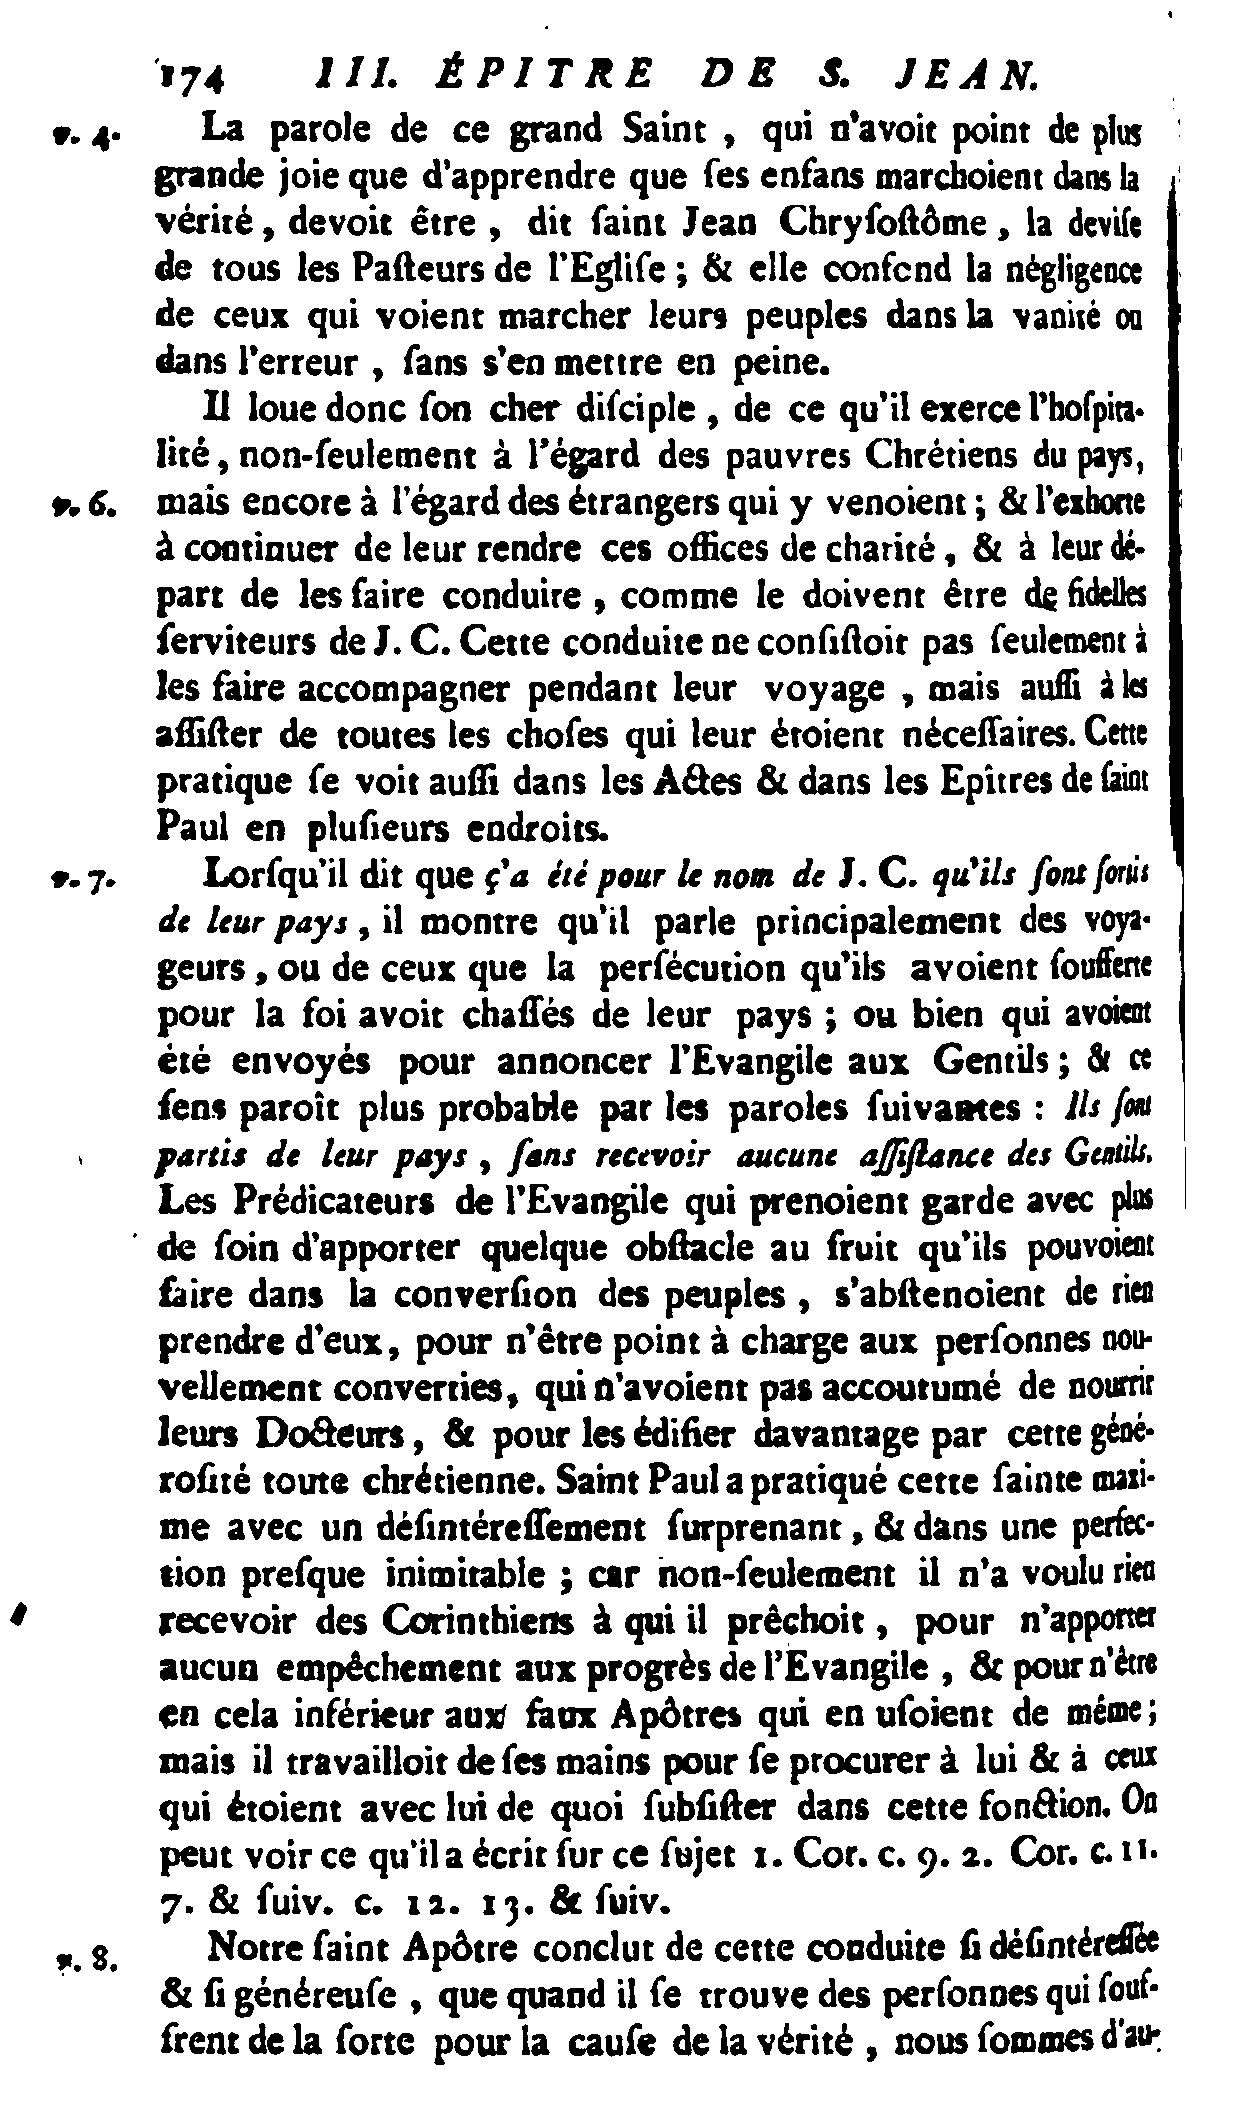 174 III. ÉPITRE DE S. JEAN.
℣. 4. La parole de ce grand Saint , qui n'avoit point de plus
grande joie que d'apprendre que ſes enfans marchoient dans la
vérité , devoit être , dit ſaint Jean Chryſoſtôme , la deviſe
de tous les Paſteurs de l'Egliſe ; & elle confond la négligence
de ceux qui voient marcher leurs peuples dans la vanité ou
dans l'erreur , ſans s'en mettre en peine.
Il loue donc ſon cher diſciple , de ce qu'il exerce l'hoſpita-
lité , non-ſeulement à l'égard des pauvres Chrétiens du pays,
℣. 6. mais encore à l'égard des étrangers qui y venoient ; & l'exhorte
à continuer de leur rendre ces offices de charité , & à leur dé-
part de les faire conduire , comme le doivent être de fidelles
ſerviteurs de J. C. Cette conduite ne conſiſtoit pas ſeulement à
les faire accompagner pendant leur voyage , mais auſſi à les
aſſiſter de toutes les choſes qui leur étoient néceſſaires. Cette
pratique ſe voit auſſi dans les Actes & dans les Epîtres de ſaint
Paul en pluſieurs endroits.
℣. 7. Lorſqu'il dit que ç'a été pour le nom de J. C. qu'ils ſont ſortis
de leur pays , il montre qu'il parle principalement des voya-
geurs , ou de ceux que la perſécution qu'ils avoient ſoufferte
pour la foi avoit chaſſés de leur pays ; ou bien qui avoient
été envoyés pour annoncer l'Evangile aux Gentils ; & ce
ſens paroît plus probable par les paroles ſuivantes : Ils ſont
partis de leur pays , ſans recevoir aucune aſſiſtance des Gentils.
Les Prédicateurs de l'Evangile qui prenoient garde avec plus
de ſoin d'apporter quelque obſtacle au fruit qu'ils pouvoient
faire dans la converſion des peuples , s'abſtenoient de rien
prendre d'eux, pour n'être point à charge aux perſonnes nou-
vellement converties, qui n'avoient pas accoutumé de nourrir
leurs Docteurs, & pour les édifier davantage par cette géné-
roſité toute chrétienne. Saint Paul a pratiqué cette ſainte maxi-
me avec un déſintéreſſement ſurprenant , & dans une perfec-
tion preſque inimitable ; car non-ſeulement il n'a voulu rien
recevoir des Corinthiens à qui il prêchoit , pour n'apporter
aucun empêchement aux progrès de l'Evangile , & pour n'être
en cela inférieur aux faux Apôtres qui en uſoient de même ;
mais il travailloit de ſes mains pour ſe procurer à lui & à ceux
qui étoient avec lui de quoi ſubſiſter dans cette fonction. On
peut voir ce qu'il a écrit ſur ce ſujet 1. Cor. c. 9. 2. Cor. c. 11.
7. & ſuiv. c. 12. 13. & ſuiv.
℣. 8. Notre ſaint Apôtre conclut de cette conduite ſi déſintéreſſée
& ſi généreuſe , que quand il ſe trouve des perſonnes qui ſouf-
frent de la ſorte pour la cauſe de la vérité , nous ſommes d'au-